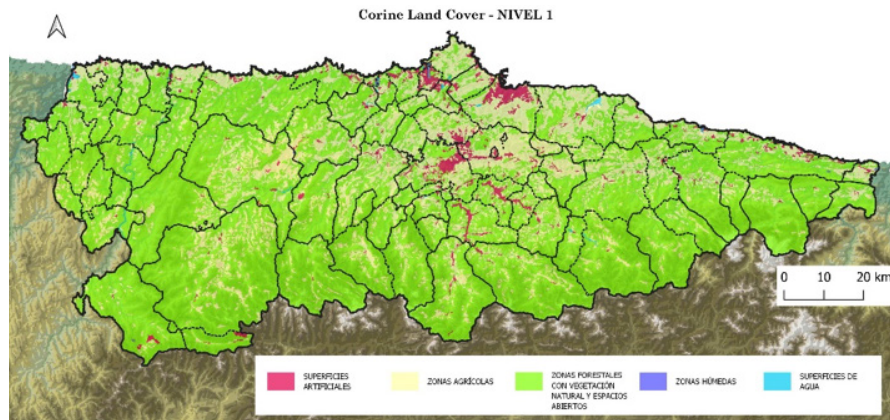 Corine Land Cover - NIVEL 1
0 10 20 km
SUPERFICIES
ARTIFICIALES
ZONAS AGRÍCOLAS
ZONAS FORESTALES
CON VEGETACIÓN
NATURAL Y ESPACIOS
ABIERTOS
ZONAS HÚMEDAS
SUPERFICIES DE
AGUA